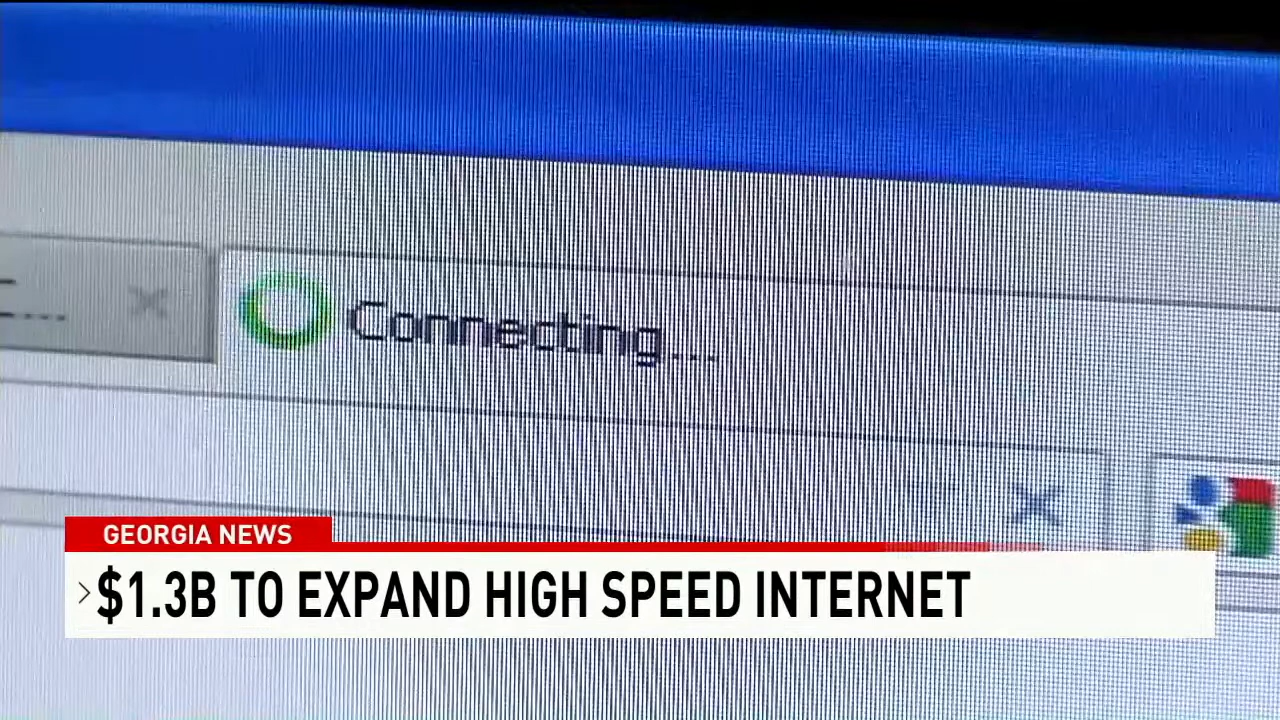 Connecting...
GEORGIA NEWS
$1.3B TO EXPAND HIGH SPEED INTERNET